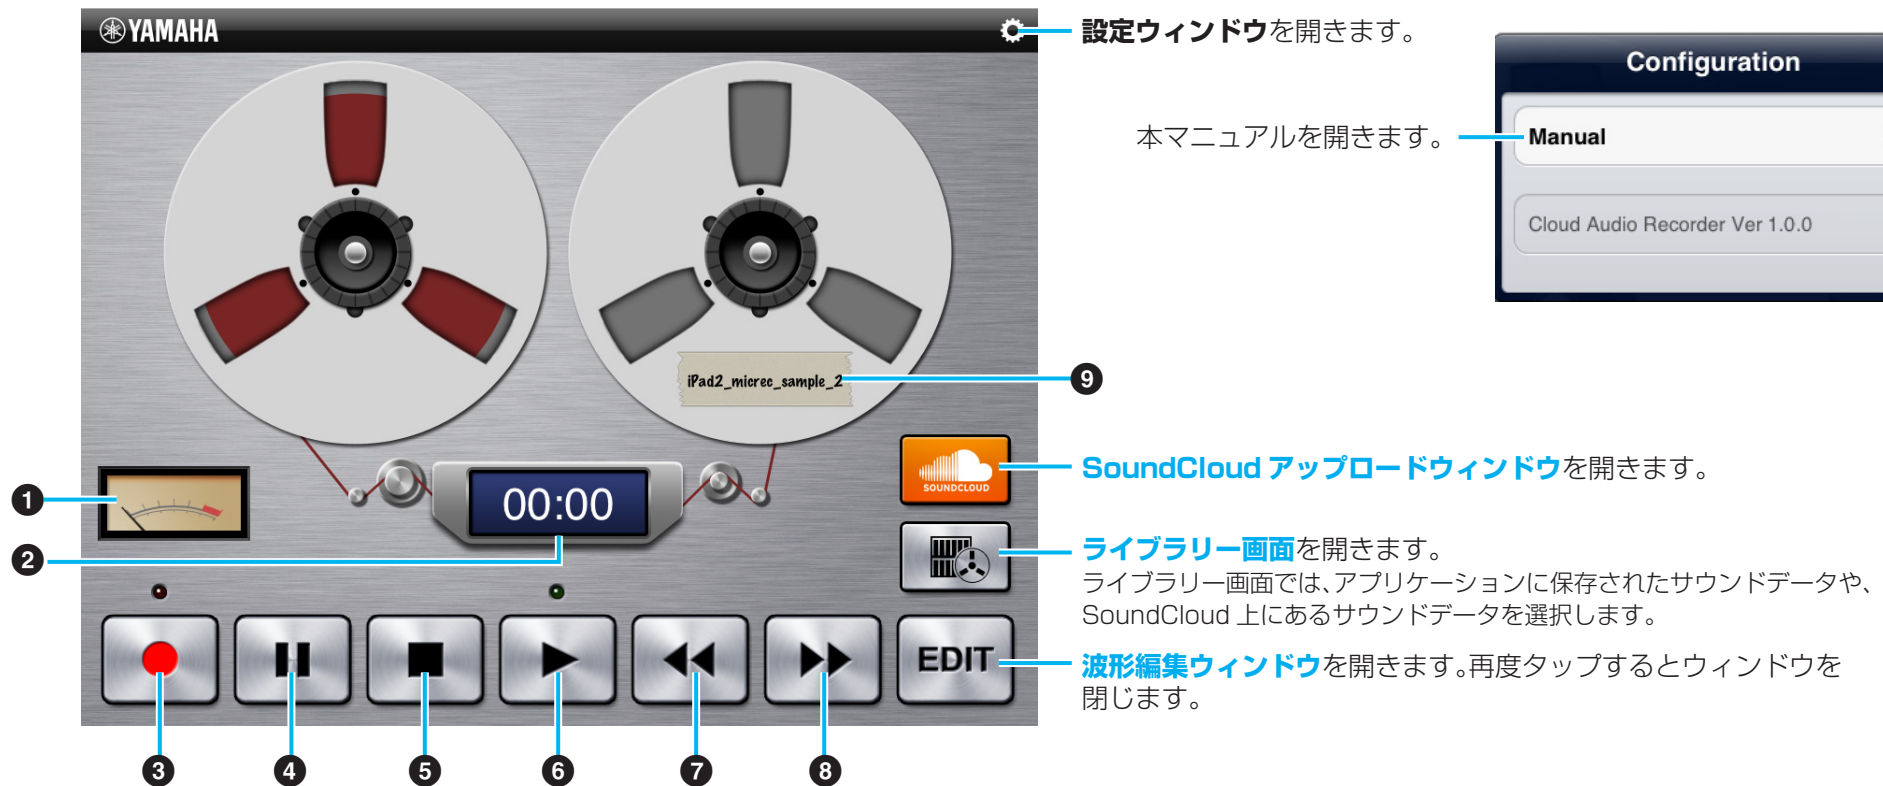 YAMAHA
設定ウィンドウを開きます。
Configuration
本マニュアルを開きます。
Manual
Cloud Audio Recorder Ver 1.0.0
iPad2_micrec_sample_2
9
SOUNDCLOUD
SoundCloud アップロードウィンドウを開きます。
1
00:00
2
ライブラリー画面を開きます。
ライブラリー画面では、アプリケーションに保存されたサウンドデータや、
SoundCloud 上にあるサウンドデータを選択します。
EDIT
波形編集ウィンドウを開きます。再度タップするとウィンドウを
閉じます。
3 4 5 6 7 8